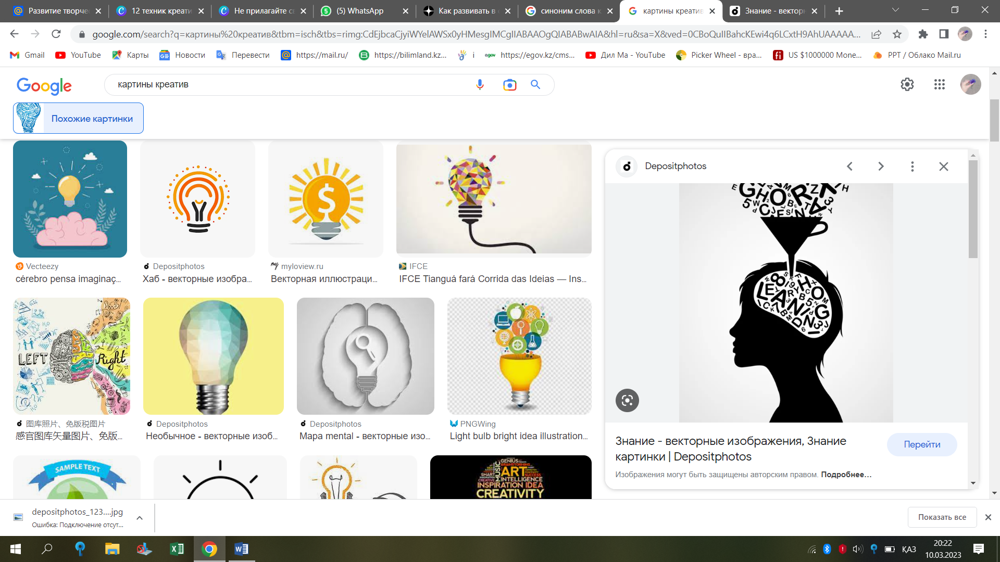 Развитие творчес
12 техник креати
Не прилагайте с
(5) WhatsApp
Как развивать в с
синоним слова к
картины креатив
Знание - вектор
google.com/search?q=картины%20креатив&tbm=isch&tbs=rimg:CdEjbcaCjyiWYelAWSx0yHMesgIMCgIIABAAOgQIABABwAIA&hl=ru&sa=X&ved=0CBoQuIIBahcKEwi4q6LCxtH9AhUAAAAA...
Gmail
YouTube
Карты
Новости
Перевести
https://mail.ru/
https://bilimland.kz...
i
egov
https://egov.kz/cms...
Дил Ма - YouTube
Picker Wheel - вра...
US $1000000 Mone...
PPT / Облако Mail.ru
Google
картины креатив
Похожие картинки
Vecteezy
cérebro pensa imaginaç...
Depositphotos
Хаб - векторные изобра...
myloview.ru
Векторная иллюстраци...
IFCE
IFCE Tianguá fará Corrida das Ideias — Ins...
LEFT
Right
图库照片、免版税图片
感官图库矢量图片、免版...
Depositphotos
Необычное - векторные изоб...
Depositphotos
Mapa mental - векторные изо...
PNGWing
Light bulb bright idea illustration...
SAMPLE TEXT
GENIUS
BRAINSTORMING
MUSIC
SMART
ART
INTELLIGENCE
INSPIRATION IDEA
CREATIVITY
Depositphotos
LEANING
Знание - векторные изображения, Знание
картинки | Depositphotos
Перейти
Изображения могут быть защищены авторским правом. Подробнее...
depositphotos_123....jpg
Ошибка: Подключение отсут...
Показать все
ҚАЗ
20:22
10.03.2023